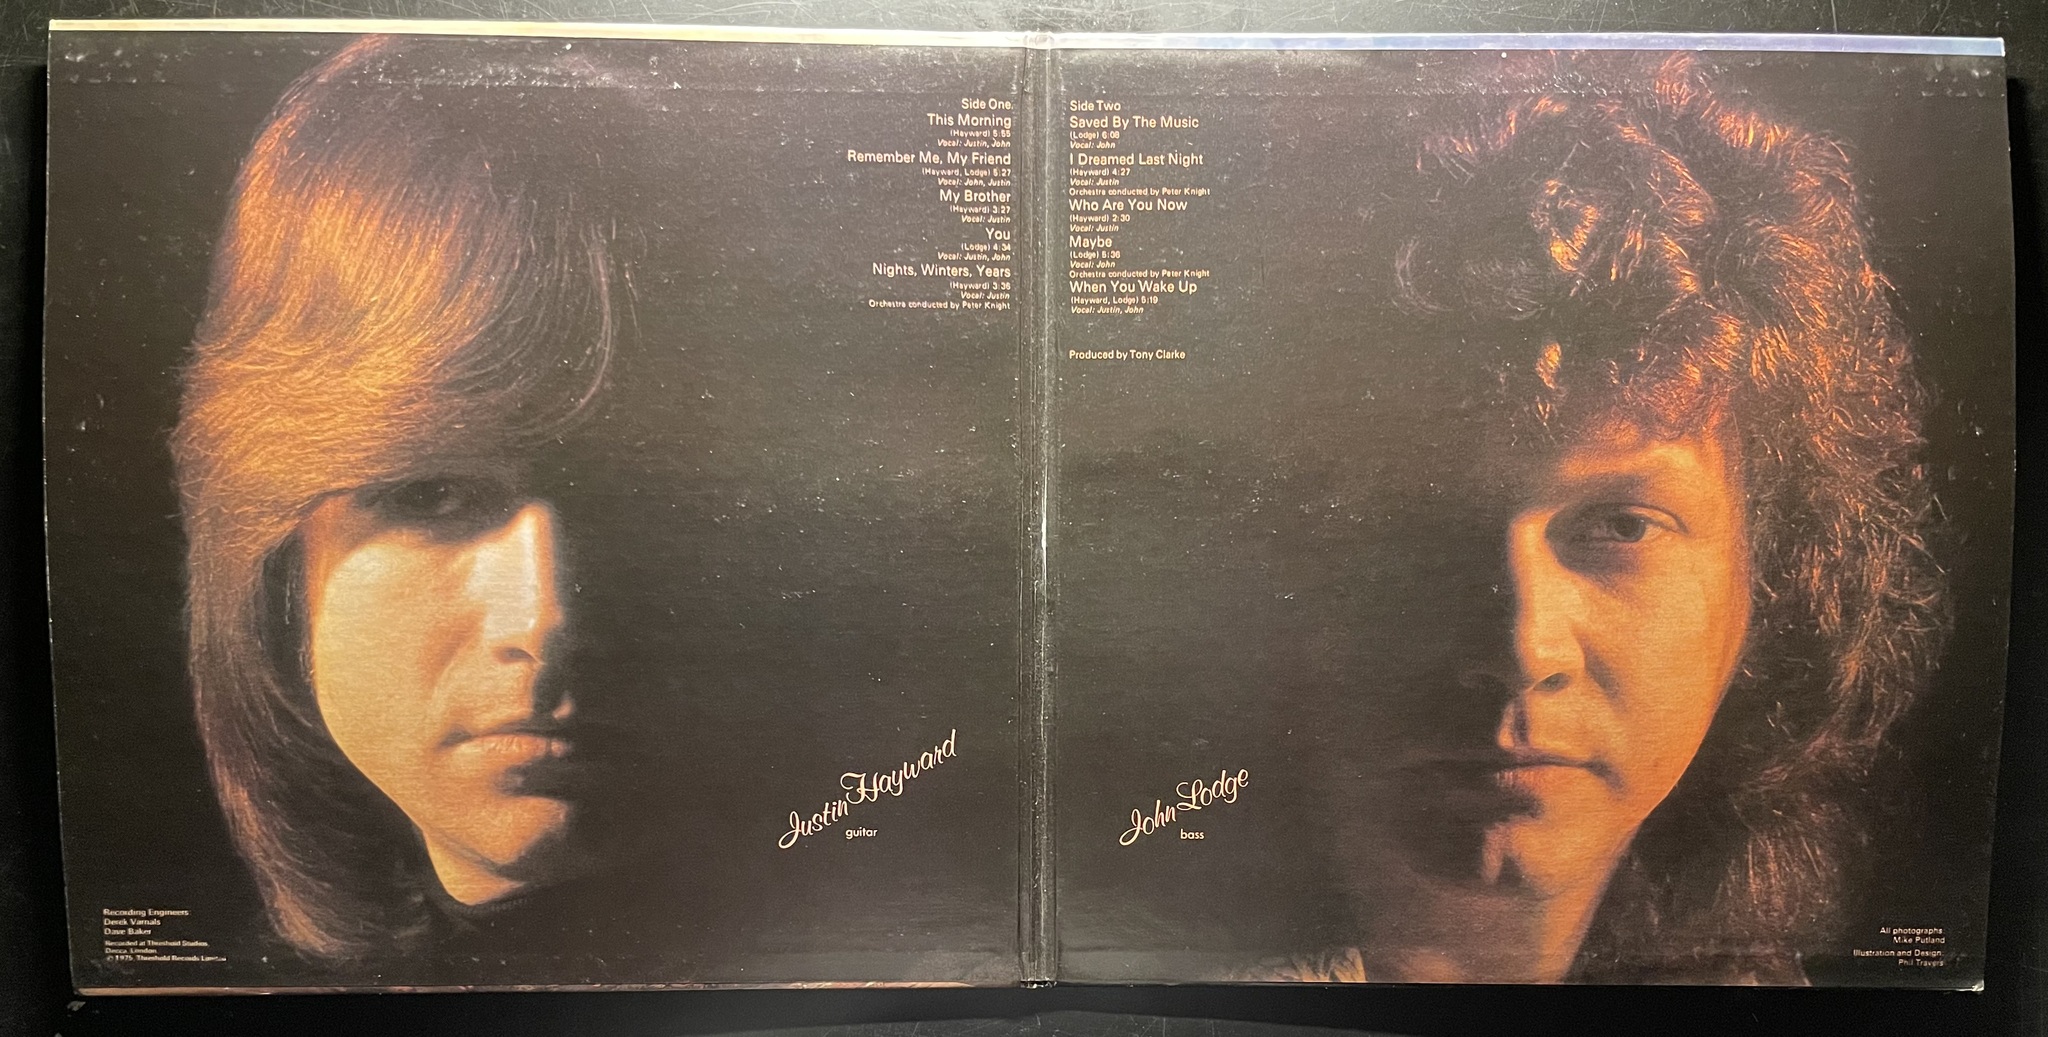 Side One
This Morning
(Hayward) 5:55
Vocal: Justin, John
Remember Me, My Friend
(Hayward, Lodge) 5:27
Vocal: John, Justin
My Brother
(Hayward) 3:27
Vocal: Justin
You
(Lodge) 4:34
Vocal: Justin, John
Nights, Winters, Years
(Hayward) 3:36
Vocal: Justin
Orchestra conducted by Peter Knight
Justin Hayward
guitar
Recording Engineers:
Derek Varnals
Dave Baker
Recorded at Threshold Studios,
Decca, London
© 1975, Threshold Records Limited
Side Two
Saved By The Music
(Lodge) 6:08
Vocal: John
I Dreamed Last Night
(Hayward) 4:27
Vocal: Justin
Orchestra conducted by Peter Knight
Who Are You Now
(Hayward) 2:30
Vocal: Justin
Maybe
(Lodge) 5:36
Vocal: John
Orchestra conducted by Peter Knight
When You Wake Up
(Hayward, Lodge) 5:19
Vocal: Justin, John
Produced by Tony Clarke
John Lodge
bass
All photographs:
Mike Putland
Illustration and Design:
Phil Travers